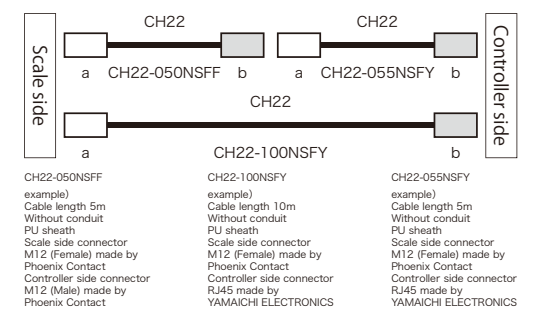 CH22
CH22
Scale side
Controller side
a
CH22-050NSFF
b
a
CH22-055NSFY
b
CH22
a
CH22-100NSFY
b
CH22-050NSFF
example)
Cable length 5m
Without conduit
PU sheath
Scale side connector
M12 (Female) made by
Phoenix Contact
Controller side connector
M12 (Male) made by
Phoenix Contact
CH22-100NSFY
example)
Cable length 10m
Without conduit
PU sheath
Scale side connector
M12 (Female) made by
Phoenix Contact
Controller side connector
RJ45 made by
YAMAICHI ELECTRONICS
CH22-055NSFY
example)
Cable length 5m
Without conduit
PU sheath
Scale side connector
M12 (Female) made by
Phoenix Contact
Controller side connector
RJ45 made by
YAMAICHI ELECTRONICS